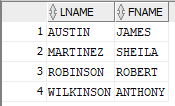 LNAME FNAME
1 AUSTIN JAMES
2 MARTINEZ SHEILA
3 ROBINSON ROBERT
4 WILKINSON ANTHONY